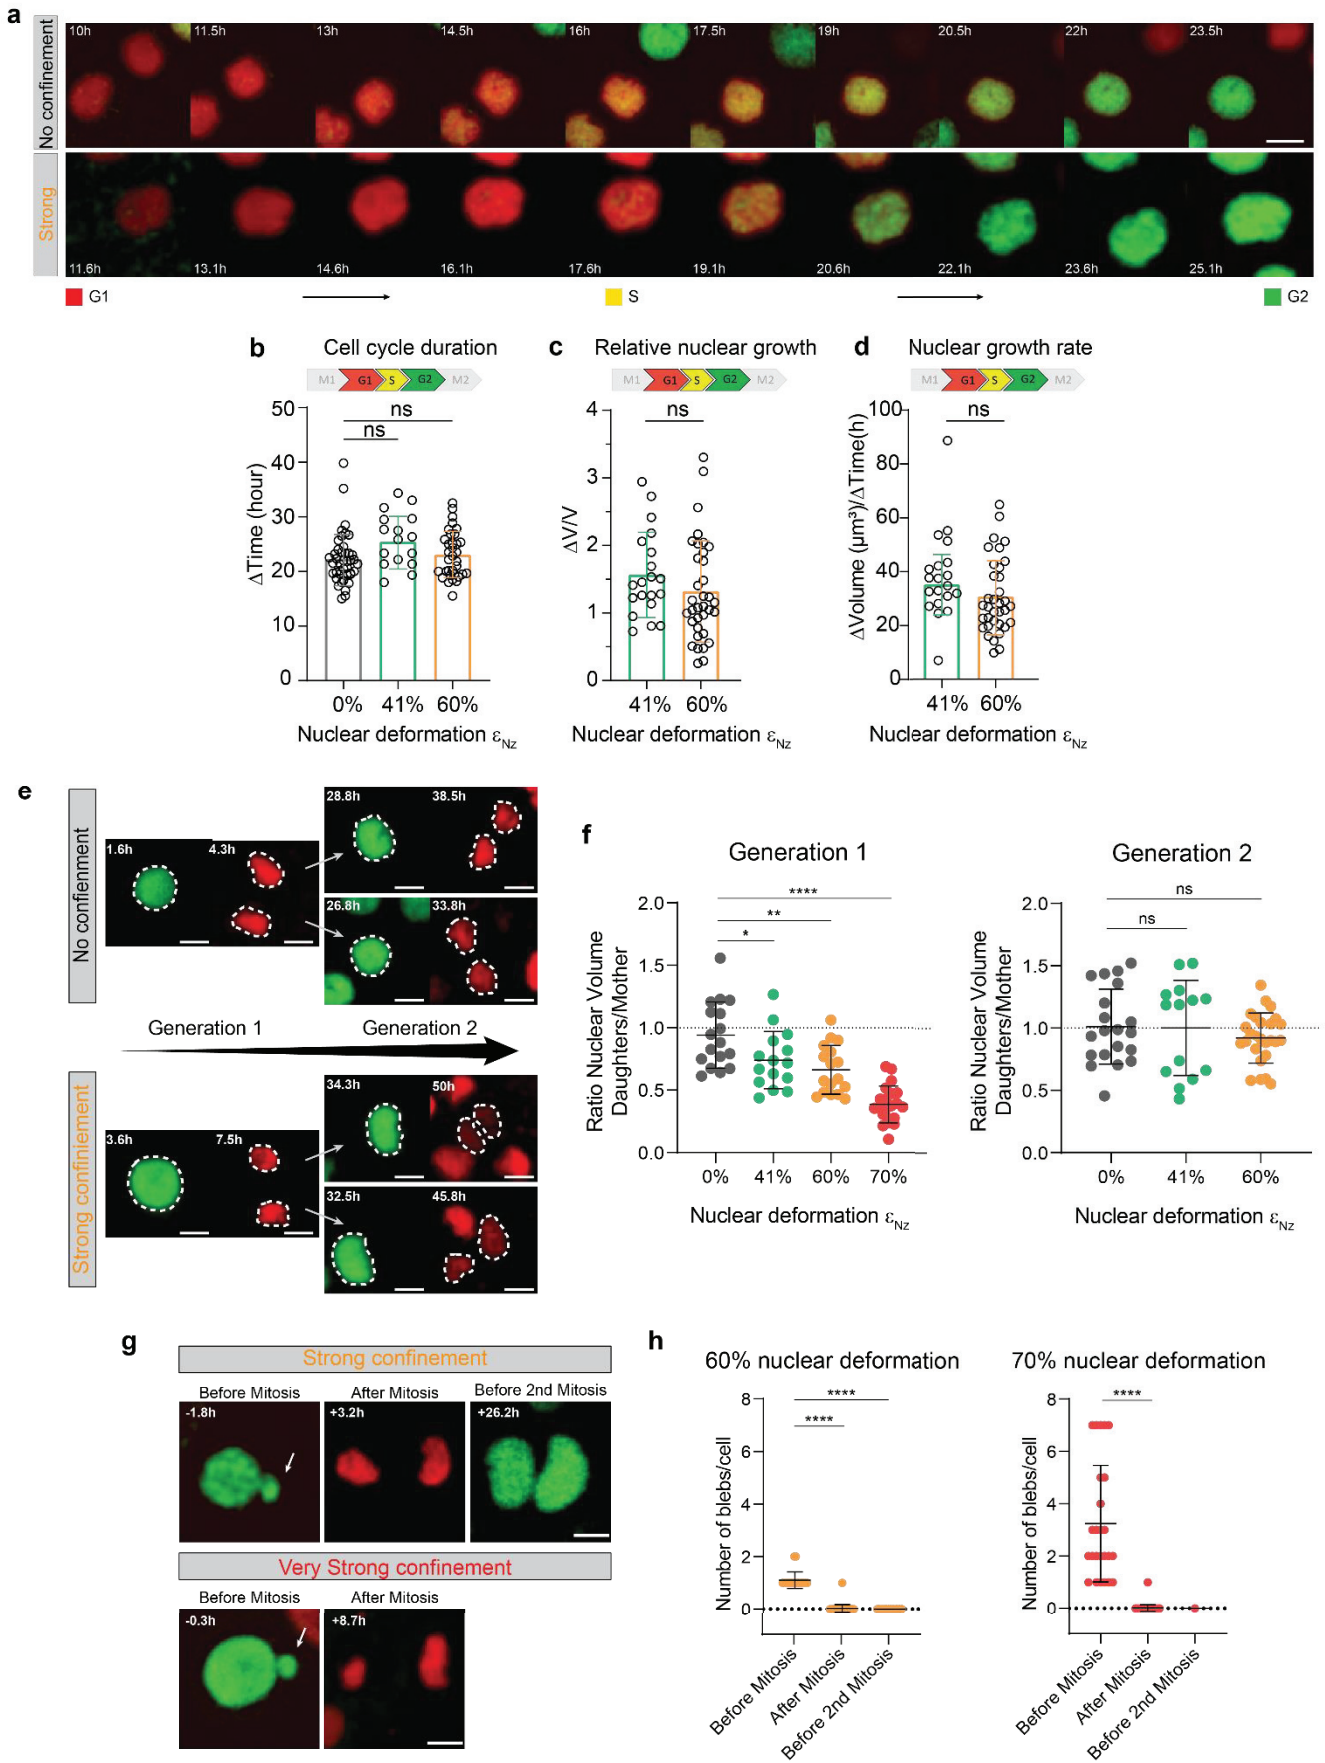 a
No confinement
10h 11.5h 13h 14.5h 16h 17.5h 19h 20.5h 22h 23.5h
Strong
11.6h 13.1h 14.6h 16.1h 17.6h 19.1h 20.6h 22.1h 23.6h 25.1h
G1 S G2
b Cell cycle duration
M1 G1 S G2 M2
ΔTime (hour)
50
40
30
20
10
0
ns
ns
0% 41% 60%
Nuclear deformation εNz
c Relative nuclear growth
M1 G1 S G2 M2
ΔV/V
4
3
2
1
0
ns
41% 60%
Nuclear deformation εNz
d Nuclear growth rate
M1 G1 S G2 M2
ΔVolume (µm³)/ΔTime(h)
100
80
60
40
20
0
ns
41% 60%
Nuclear deformation εNz
e
No confienment
1.6h 4.3h
28.8h 38.5h
26.8h 33.8h
Generation 1 Generation 2
Strong confiniement
3.6h 7.5h
34.3h 50h
32.5h 45.8h
f
Generation 1
Ratio Nuclear Volume
Daughters/Mother
2.0
1.5
1.0
0.5
0.0
****
**
*
0% 41% 60% 70%
Nuclear deformation εNz
Generation 2
Ratio Nuclear Volume
Daughters/Mother
2.0
1.5
1.0
0.5
0.0
ns
ns
0% 41% 60%
Nuclear deformation εNz
g
Strong confinement
Before Mitosis After Mitosis Before 2nd Mitosis
-1.8h +3.2h +26.2h
Very Strong confinement
Before Mitosis After Mitosis
-0.3h +8.7h
h
60% nuclear deformation
Number of blebs/cell
8
6
4
2
0
****
****
Before Mitosis
After Mitosis
Before 2nd Mitosis
70% nuclear deformation
Number of blebs/cell
8
6
4
2
0
****
Before Mitosis
After Mitosis
Before 2nd Mitosis